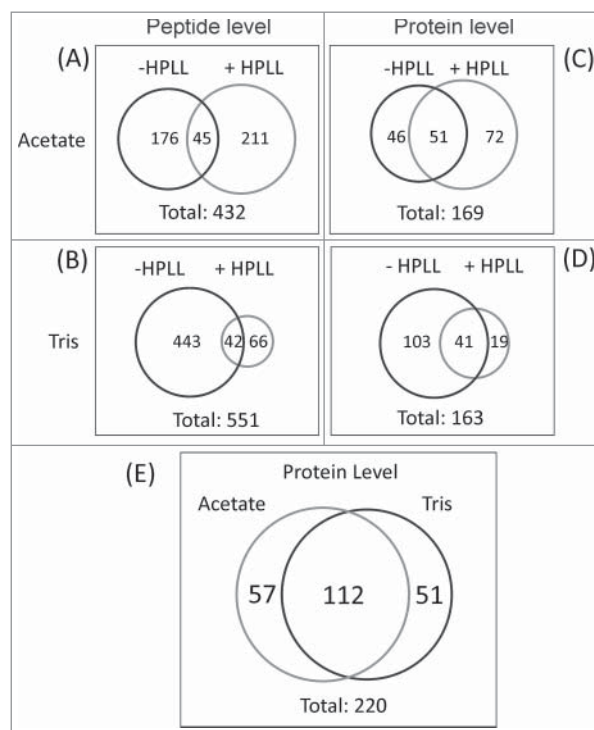 Peptide level
Protein level
(A)
-HPLL + HPLL
Acetate
176 45 211
Total: 432
(C)
-HPLL + HPLL
46 51 72
Total: 169
(B)
-HPLL + HPLL
Tris
443 42 66
Total: 551
(D)
- HPLL + HPLL
103 41 19
Total: 163
(E)
Protein Level
Acetate Tris
57 112 51
Total: 220